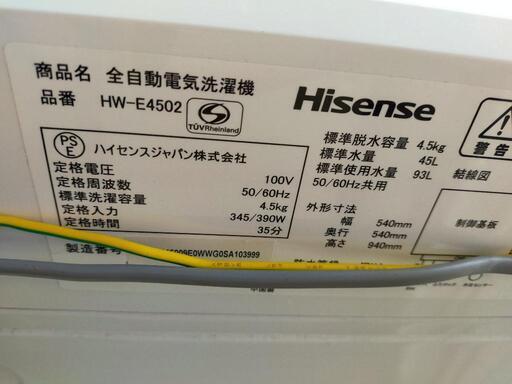 商品名 全自動電気洗濯機
品番 HW-E4502
TÜVRheinland
Hisense
PS
E
ハイセンスジャパン株式会社
定格電圧 100V
定格周波数 50/60Hz
標準洗濯容量 4.5kg
定格入力 345/390W
定格時間 35分
製造番号 009E0WWG0SA103999
標準脱水容量 4.5kg
標準水量 45L
標準使用水量 93L
50/60Hz共用
外形寸法
幅 540mm
奥行 540mm
高さ 940mm
警告
結線図
制御基板